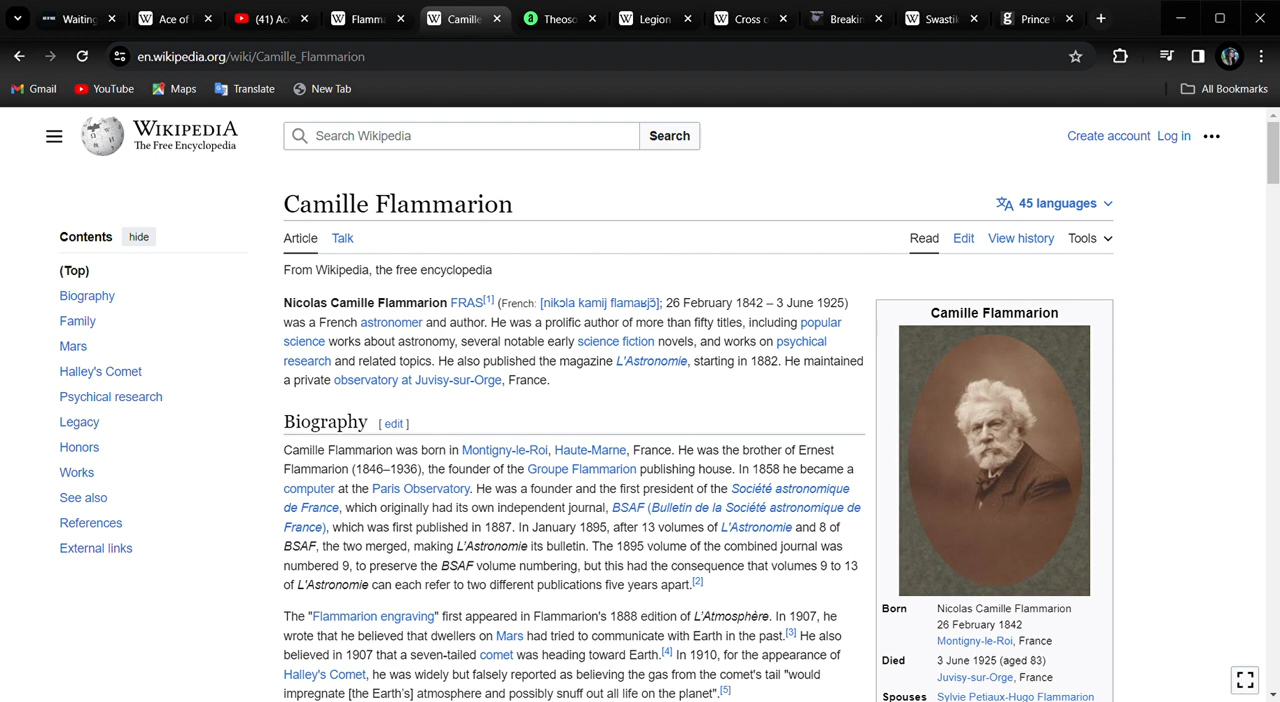 Waiting
Ace of
(41) Ace
Flamma
Camille
Theoso
Legion
Cross o
Breakin
Swastik
Prince
en.wikipedia.org/wiki/Camille_Flammarion
Gmail
YouTube
Maps
Translate
New Tab
All Bookmarks
WIKIPEDIA
The Free Encyclopedia
Search Wikipedia
Search
Create account Log in
Camille Flammarion
45 languages
Contents hide
Article Talk
Read Edit View history Tools
(Top)
Biography
Family
Mars
Halley's Comet
Psychical research
Legacy
Honors
Works
See also
References
External links
From Wikipedia, the free encyclopedia
Nicolas Camille Flammarion FRAS[1] (French: [nikɔla kamij flamaʁjɔ̃]; 26 February 1842 – 3 June 1925)
was a French astronomer and author. He was a prolific author of more than fifty titles, including popular
science works about astronomy, several notable early science fiction novels, and works on psychical
research and related topics. He also published the magazine L'Astronomie, starting in 1882. He maintained
a private observatory at Juvisy-sur-Orge, France.
Biography [ edit ]
Camille Flammarion was born in Montigny-le-Roi, Haute-Marne, France. He was the brother of Ernest
Flammarion (1846–1936), the founder of the Groupe Flammarion publishing house. In 1858 he became a
computer at the Paris Observatory. He was a founder and the first president of the Société astronomique
de France, which originally had its own independent journal, BSAF (Bulletin de la Société astronomique de
France), which was first published in 1887. In January 1895, after 13 volumes of L'Astronomie and 8 of
BSAF, the two merged, making L'Astronomie its bulletin. The 1895 volume of the combined journal was
numbered 9, to preserve the BSAF volume numbering, but this had the consequence that volumes 9 to 13
of L'Astronomie can each refer to two different publications five years apart.[2]
The "Flammarion engraving" first appeared in Flammarion's 1888 edition of L'Atmosphère. In 1907, he
wrote that he believed that dwellers on Mars had tried to communicate with Earth in the past.[3] He also
believed in 1907 that a seven-tailed comet was heading toward Earth.[4] In 1910, for the appearance of
Halley's Comet, he was widely but falsely reported as believing the gas from the comet's tail "would
impregnate [the Earth's] atmosphere and possibly snuff out all life on the planet".[5]
Camille Flammarion
Born Nicolas Camille Flammarion
26 February 1842
Montigny-le-Roi, France
Died 3 June 1925 (aged 83)
Juvisy-sur-Orge, France
Spouses Sylvie Petiaux-Hugo Flammarion